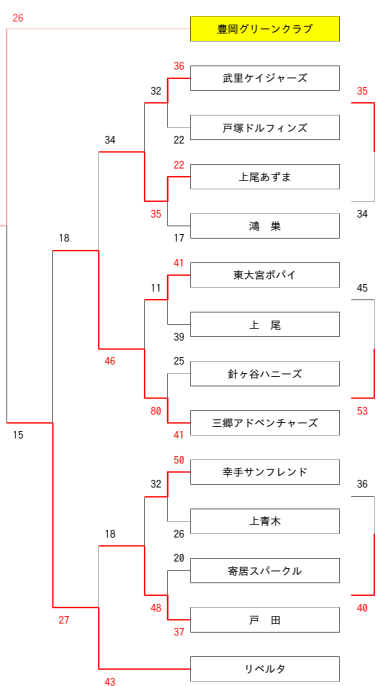 26
豊岡グリーンクラブ
36
武里ケイジャーズ
35
32
34
戸塚ドルフィンズ
22
22
上尾あずま
35
34
鴻　巣
17
18
41
東大宮ポパイ
11
45
上　尾
39
25
46
針ヶ谷ハニーズ
80
53
三郷アドベンチャーズ
41
15
50
幸手サンフレンド
32
36
上青木
26
18
20
寄居スパークル
48
40
戸　田
27
37
リベルタ
43